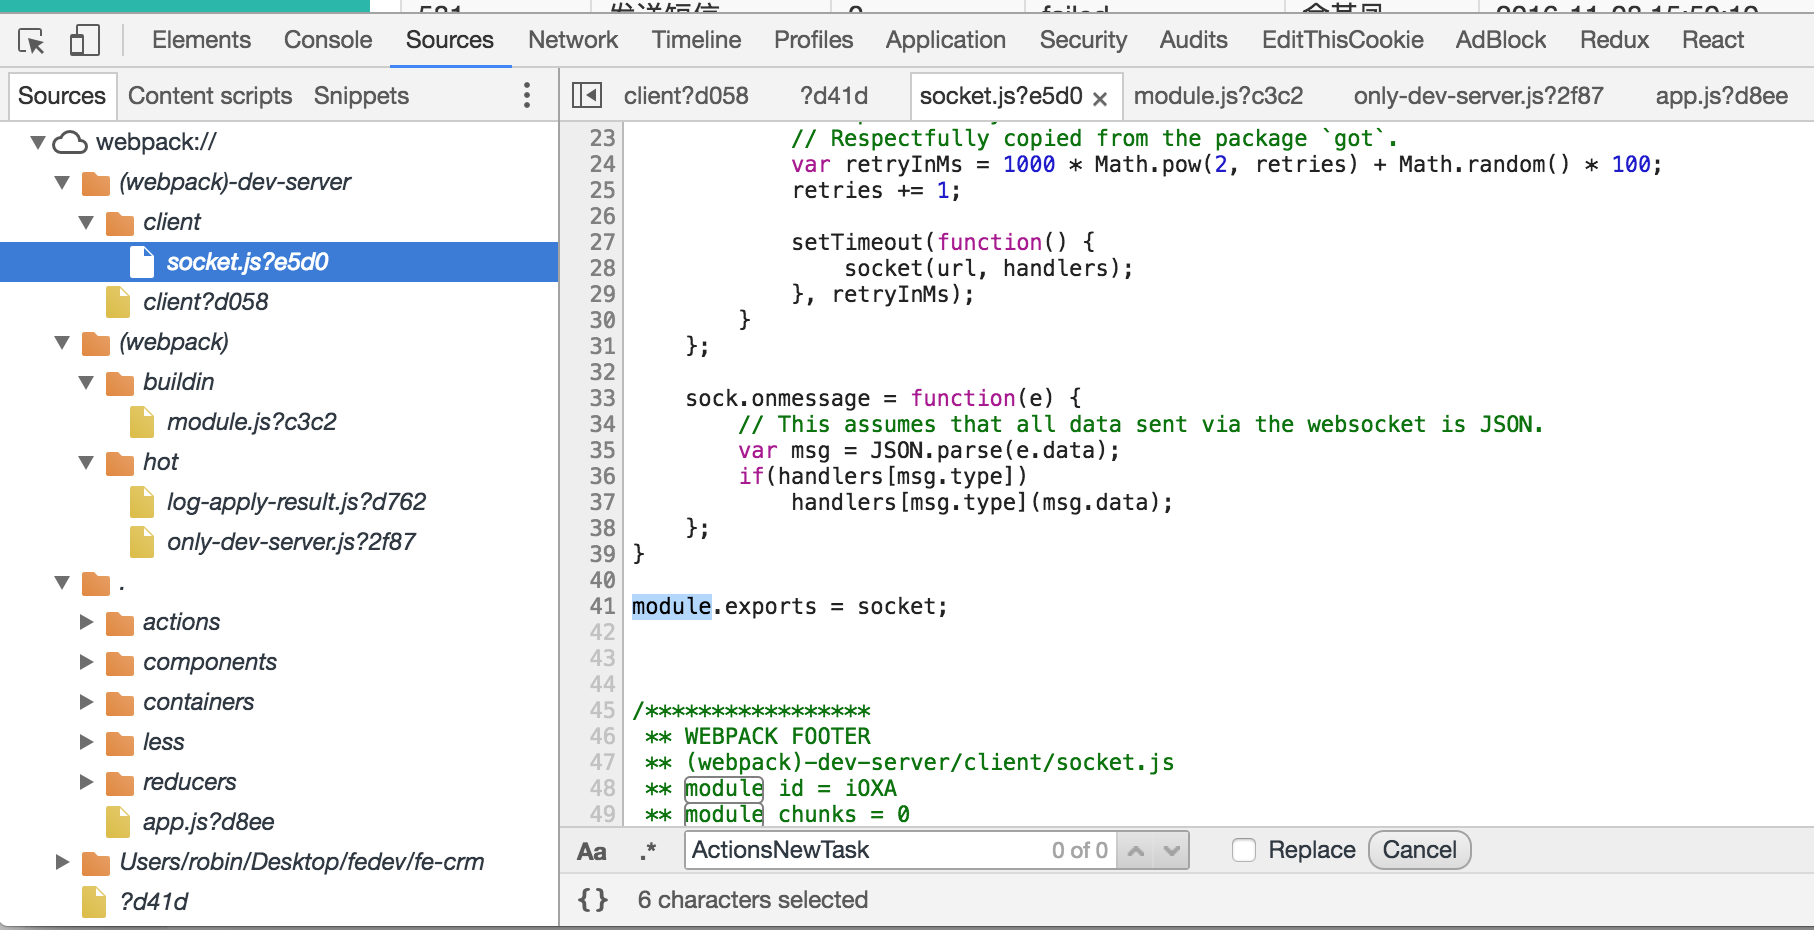 Elements Console Sources Network Timeline Profiles Application Security Audits EditThisCookie AdBlock Redux React
Sources Content scripts Snippets
client?d058 ?d41d socket.js?e5d0 × module.js?c3c2 only-dev-server.js?2f87 app.js?d8ee
webpack://
(webpack)-dev-server
client
socket.js?e5d0
client?d058
(webpack)
buildin
module.js?c3c2
hot
log-apply-result.js?d762
only-dev-server.js?2f87
.
actions
components
containers
less
reducers
app.js?d8ee
Users/robin/Desktop/fedev/fe-crm
?d41d
23 // Respectfully copied from the package `got`.
24 var retryInMs = 1000 * Math.pow(2, retries) + Math.random() * 100;
25 retries += 1;
26
27 setTimeout(function() {
28 socket(url, handlers);
29 }, retryInMs);
30 }
31 };
32
33 sock.onmessage = function(e) {
34 // This assumes that all data sent via the websocket is JSON.
35 var msg = JSON.parse(e.data);
36 if(handlers[msg.type])
37 handlers[msg.type](msg.data);
38 };
39 }
40
41 module.exports = socket;
42
43
44
45 /*****************
46 ** WEBPACK FOOTER
47 ** (webpack)-dev-server/client/socket.js
48 ** module id = iOXA
49 ** module chunks = 0
Aa .* ActionsNewTask 0 of 0 Replace Cancel
{} 6 characters selected